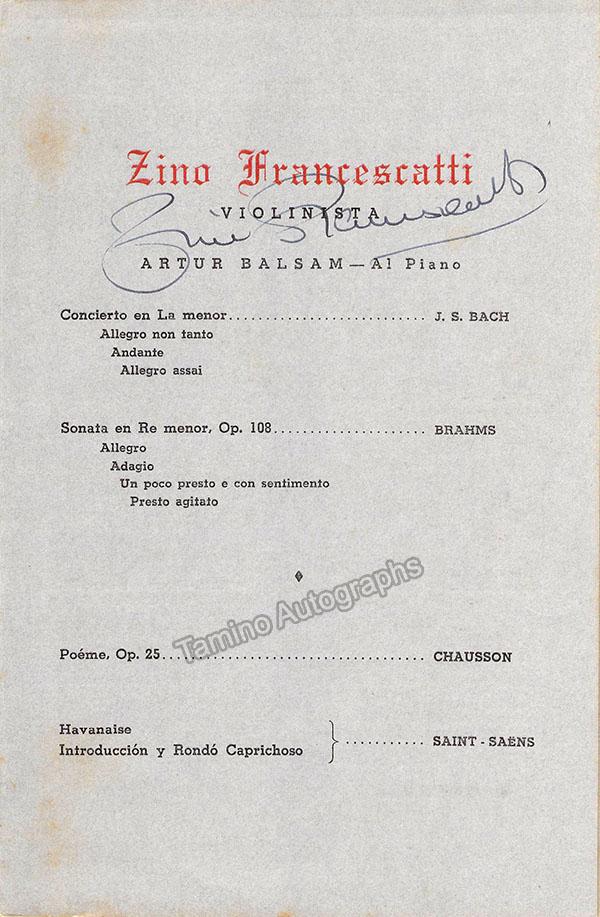 Zino Francescatti
VIOLINISTA
Zino Francescatti
ARTUR BALSAM — Al Piano
Concierto en La menor........................... J. S. BACH
Allegro non tanto
Andante
Allegro assai
Sonata en Re menor, Op. 108..................... BRAHMS
Allegro
Adagio
Un poco presto e con sentimento
Presto agitato
Tamino Autographs
Poéme, Op. 25..................................... CHAUSSON
Havanaise
Introducción y Rondó Caprichoso } ........... SAINT-SAËNS